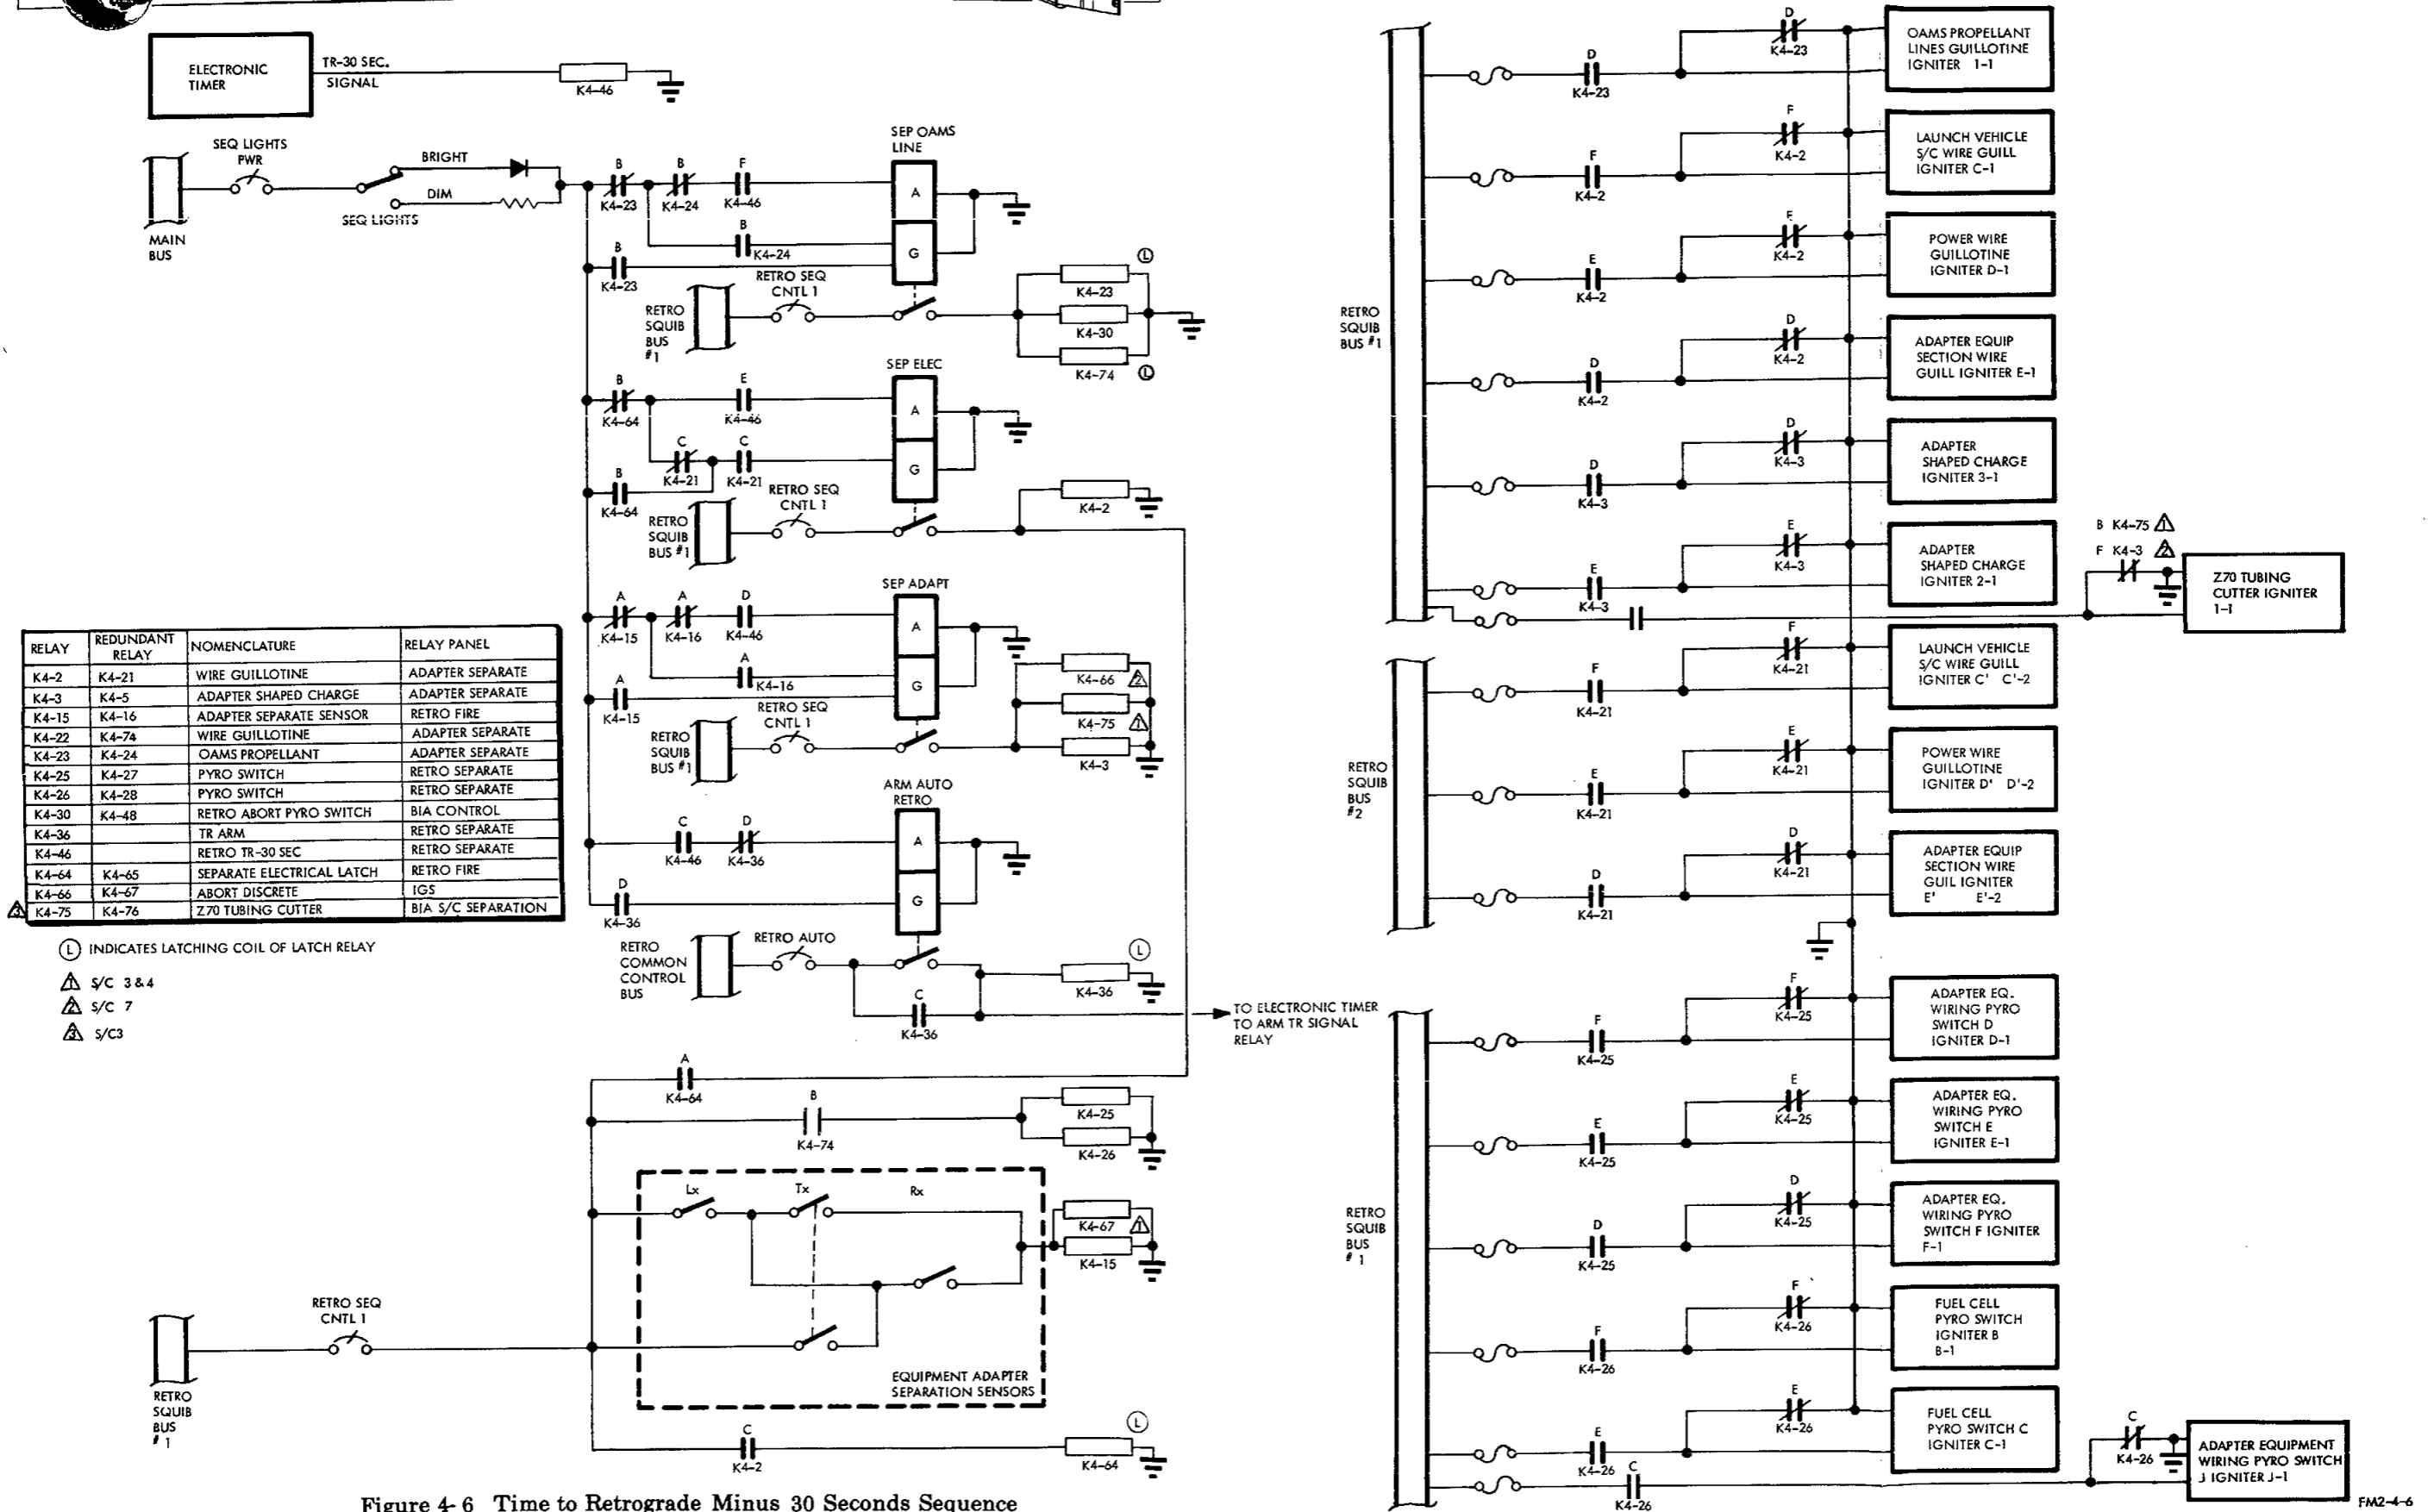 ELECTRONIC
TIMER
TR-30 SEC.
SIGNAL
K4-46
MAIN
BUS
SEQ LIGHTS
PWR
BRIGHT
DIM
SEQ LIGHTS
B
K4-23
B
K4-24
F
K4-46
B
K4-24
B
K4-23
SEP OAMS
LINE
A
G
RETRO
SQUIB
BUS
#1
RETRO SEQ
CNTL 1
L
K4-23
K4-30
K4-74
L
B
K4-64
E
K4-46
C
K4-21
C
K4-21
B
K4-64
SEP ELEC
A
G
RETRO
SQUIB
BUS #1
RETRO SEQ
CNTL 1
K4-2
A
K4-15
A
K4-16
D
K4-46
A
K4-16
A
K4-15
SEP ADAPT
A
G
RETRO
SQUIB
BUS #1
RETRO SEQ
CNTL 1
K4-66 2
K4-75 1
K4-3
C
K4-46
D
K4-36
D
K4-36
ARM AUTO
RETRO
A
G
RETRO
COMMON
CONTROL
BUS
RETRO AUTO
C
K4-36
L
K4-36
TO ELECTRONIC TIMER
TO ARM TR SIGNAL
RELAY
RELAY REDUNDANT RELAY NOMENCLATURE RELAY PANEL
K4-2 K4-21 WIRE GUILLOTINE ADAPTER SEPARATE
K4-3 K4-5 ADAPTER SHAPED CHARGE ADAPTER SEPARATE
K4-15 K4-16 ADAPTER SEPARATE SENSOR RETRO FIRE
K4-22 K4-74 WIRE GUILLOTINE ADAPTER SEPARATE
K4-23 K4-24 OAMS PROPELLANT ADAPTER SEPARATE
K4-25 K4-27 PYRO SWITCH RETRO SEPARATE
K4-26 K4-28 PYRO SWITCH RETRO SEPARATE
K4-30 K4-48 RETRO ABORT PYRO SWITCH BIA CONTROL
K4-36 TR ARM RETRO SEPARATE
K4-46 RETRO TR-30 SEC RETRO SEPARATE
K4-64 K4-65 SEPARATE ELECTRICAL LATCH RETRO FIRE
K4-66 K4-67 ABORT DISCRETE IGS
3 K4-75 K4-76 Z70 TUBING CUTTER BIA S/C SEPARATION
L INDICATES LATCHING COIL OF LATCH RELAY
1 S/C 3 & 4
2 S/C 7
3 S/C3
A
K4-64
B
K4-74
K4-25
K4-26
Lx
Tx
Rx
EQUIPMENT ADAPTER
SEPARATION SENSORS
K4-67 1
K4-15
RETRO SEQ
CNTL 1
RETRO
SQUIB
BUS
# 1
C
K4-2
L
K4-64
RETRO
SQUIB
BUS #1
D
K4-23
D
K4-23
OAMS PROPELLANT
LINES GUILLOTINE
IGNITER 1-1
F
K4-2
F
K4-2
LAUNCH VEHICLE
S/C WIRE GUILL
IGNITER C-1
E
K4-2
E
K4-2
POWER WIRE
GUILLOTINE
IGNITER D-1
D
K4-2
D
K4-2
ADAPTER EQUIP
SECTION WIRE
GUILL IGNITER E-1
D
K4-3
D
K4-3
ADAPTER
SHAPED CHARGE
IGNITER 3-1
E
K4-3
E
K4-3
ADAPTER
SHAPED CHARGE
IGNITER 2-1
B K4-75 1
F K4-3 2
Z70 TUBING
CUTTER IGNITER
1-1
RETRO
SQUIB
BUS
#2
F
K4-21
F
K4-21
LAUNCH VEHICLE
S/C WIRE GUILL
IGNITER C' C'-2
E
K4-21
E
K4-21
POWER WIRE
GUILLOTINE
IGNITER D' D'-2
D
K4-21
D
K4-21
ADAPTER EQUIP
SECTION WIRE
GUIL IGNITER
E' E'-2
RETRO
SQUIB
BUS
# 1
F
K4-25
F
K4-25
ADAPTER EQ.
WIRING PYRO
SWITCH D
IGNITER D-1
E
K4-25
E
K4-25
ADAPTER EQ.
WIRING PYRO
SWITCH E
IGNITER E-1
D
K4-25
D
K4-25
ADAPTER EQ.
WIRING PYRO
SWITCH F IGNITER
F-1
F
K4-26
F
K4-26
FUEL CELL
PYRO SWITCH
IGNITER B
B-1
E
K4-26
E
K4-26
FUEL CELL
PYRO SWITCH C
IGNITER C-1
C
K4-26
C
K4-26
ADAPTER EQUIPMENT
WIRING PYRO SWITCH
J IGNITER J-1
Figure 4-6 Time to Retrograde Minus 30 Seconds Sequence
FM2-4-6